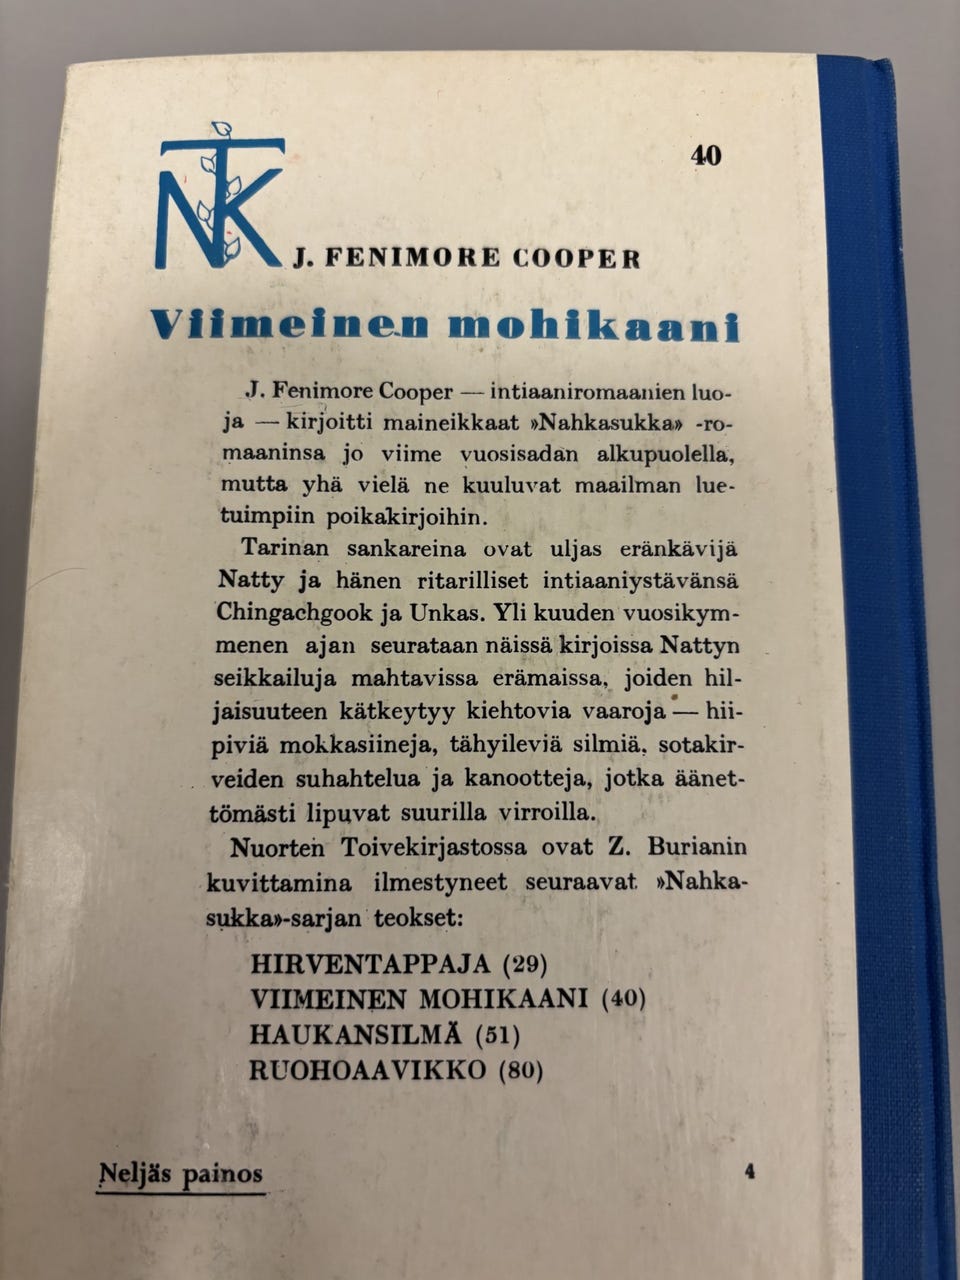 NTK
40
J. FENIMORE COOPER
Viimeinen mohikaani
J. Fenimore Cooper — intiaaniromaanien luo-
ja — kirjoitti maineikkaat »Nahkasukka» -ro-
maaninsa jo viime vuosisadan alkupuolella,
mutta yhä vielä ne kuuluvat maailman lue-
tuimpiin poikakirjoihin.
Tarinan sankareina ovat uljas eränkävijä
Natty ja hänen ritarilliset intiaaniystävänsä
Chingachgook ja Unkas. Yli kuuden vuosikym-
menen ajan seurataan näissä kirjoissa Nattyn
seikkailuja mahtavissa erämaissa, joiden hil-
jaisuuteen kätkeytyy kiehtovia vaaroja — hii-
piviä mokkasiineja, tähyileviä silmiä, sotakir-
veiden suhahtelua ja kanootteja, jotka äänet-
tömästi lipuvat suurilla virroilla.
Nuorten Toivekirjastossa ovat Z. Burianin
kuvittamina ilmestyneet seuraavat »Nahka-
sukka»-sarjan teokset:
HIRVENTAPPAJA (29)
VIIMEINEN MOHIKAANI (40)
HAUKANSILMÄ (51)
RUOHOAAVIKKO (80)
Neljäs painos
4